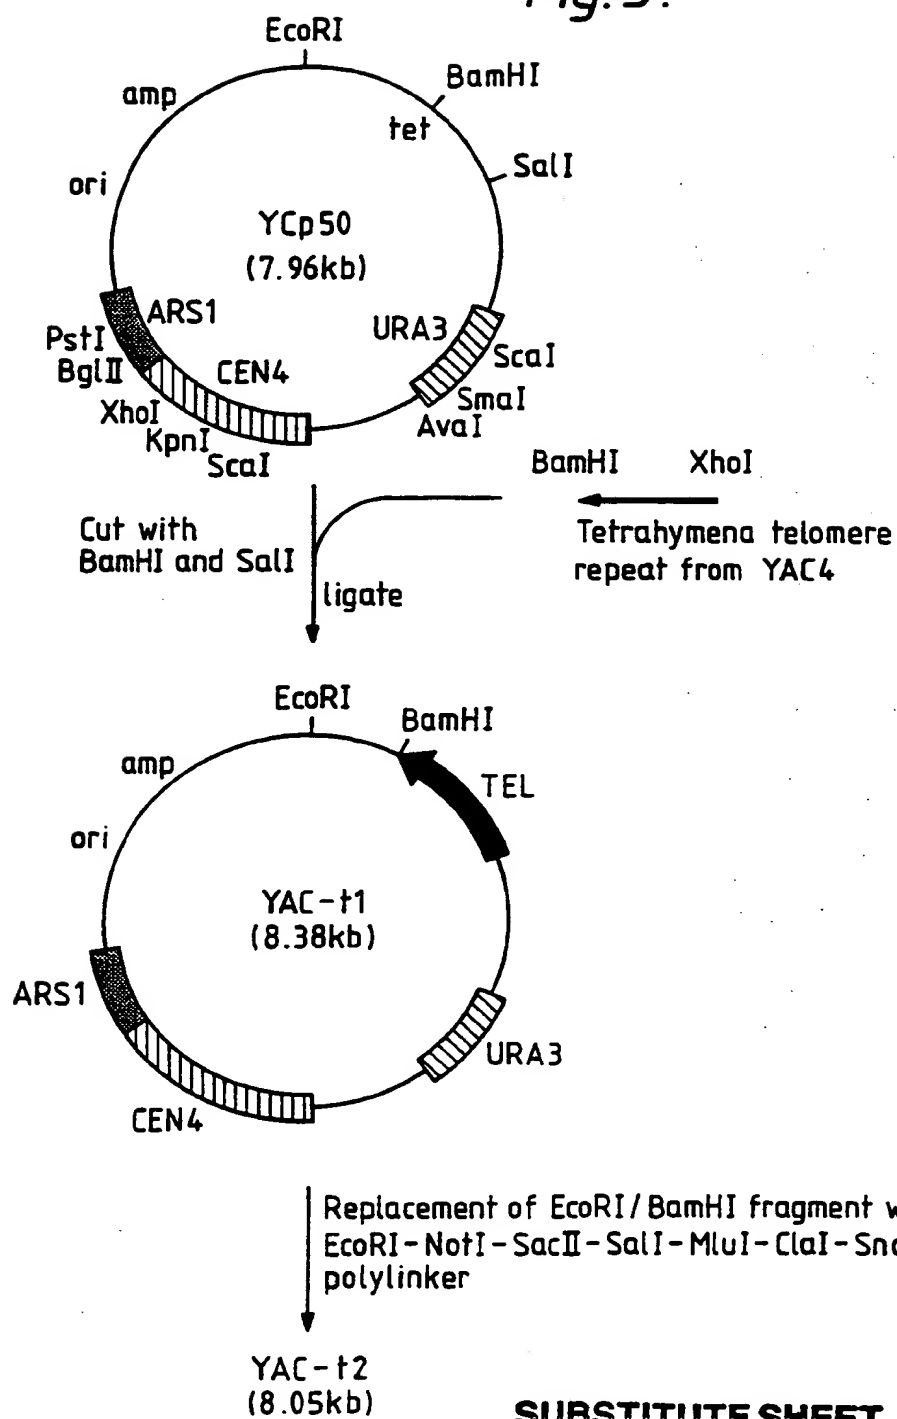 EcoRI
BamHI
amp
tet
SalI
ori
YCp50
(7.96kb)
ARS1
URA3
PstI
BglII
CEN4
ScaI
XhoI
SmaI
KpnI
AvaI
ScaI
BamHI XhoI
Cut with
BamHI and SalI
Tetrahymena telomere
repeat from YAC4
ligate
EcoRI
BamHI
amp
TEL
ori
YAC-t1
(8.38kb)
ARS1
URA3
CEN4
Replacement of EcoRI/BamHI fragment
EcoRI-NotI-SacII-SalI-MluI-ClaI-
polylinker
YAC-t2
(8.05kb)
SUBSTITUTE SHEET